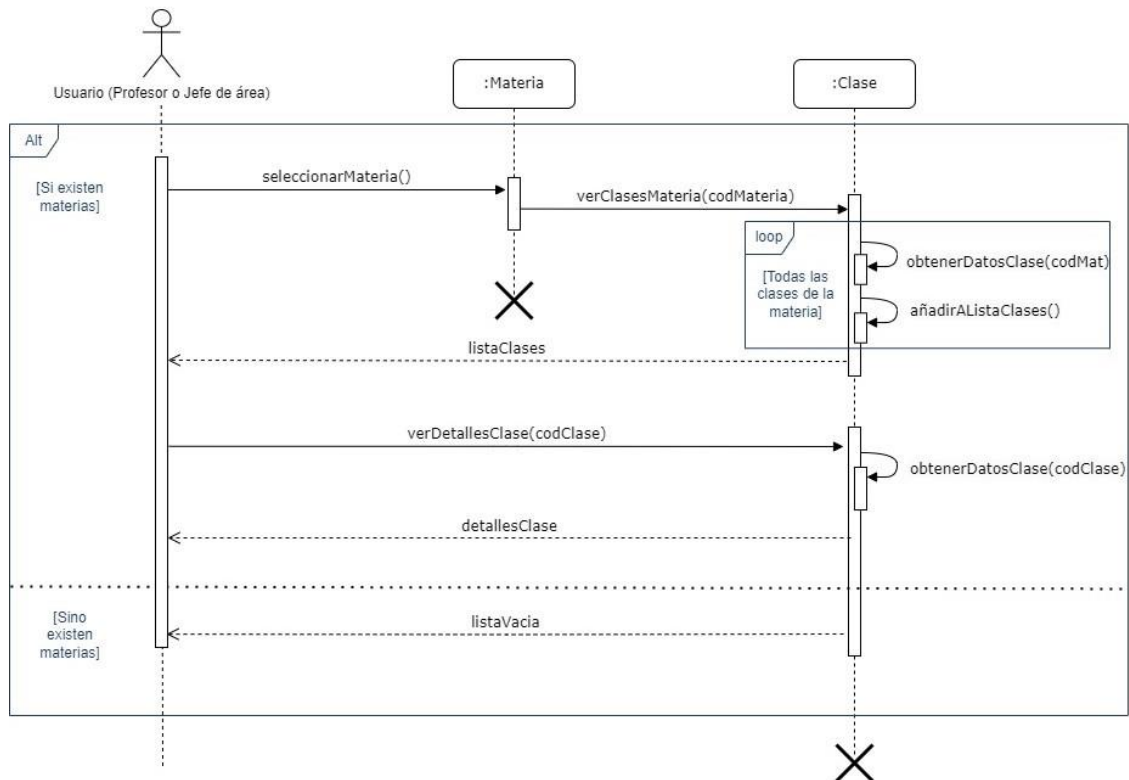 Usuario (Profesor o Jefe de área)
:Materia
:Clase
Alt
[Si existen
materias]
seleccionarMateria()
verClasesMateria(codMateria)
loop
[Todas las
clases de la
materia]
obtenerDatosClase(codMat)
añadirAListaClases()
listaClases
verDetallesClase(codClase)
obtenerDatosClase(codClase)
detallesClase
[Sino
existen
materias]
listaVacia